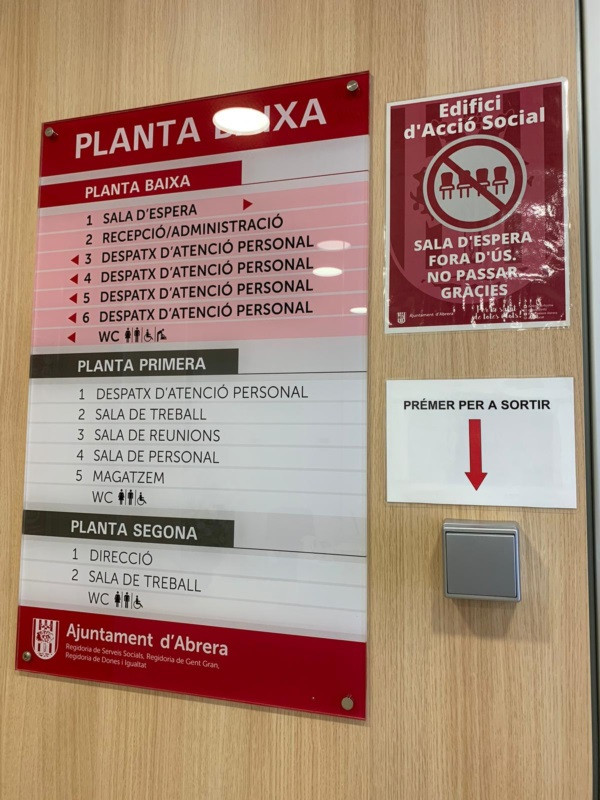 PLANTA BAIXA
PLANTA BAIXA
1 SALA D'ESPERA
2 RECEPCIÓ/ADMINISTRACIÓ
3 DESPATX D'ATENCIÓ PERSONAL
4 DESPATX D'ATENCIÓ PERSONAL
5 DESPATX D'ATENCIÓ PERSONAL
6 DESPATX D'ATENCIÓ PERSONAL
WC
PLANTA PRIMERA
1 DESPATX D'ATENCIÓ PERSONAL
2 SALA DE TREBALL
3 SALA DE REUNIONS
4 SALA DE PERSONAL
5 MAGATZEM
WC
PLANTA SEGONA
1 DIRECCIÓ
2 SALA DE TREBALL
WC
Ajuntament d'Abrera
Regidoria de Serveis Socials, Regidoria de Gent Gran,
Regidoria de Dones i Igualtat
Edifici
d'Acció Social
SALA D'ESPERA
FORA D'ÚS.
NO PASSAR
GRÀCIES
Ajuntament d'Abrera
PRÉMER PER A SORTIR